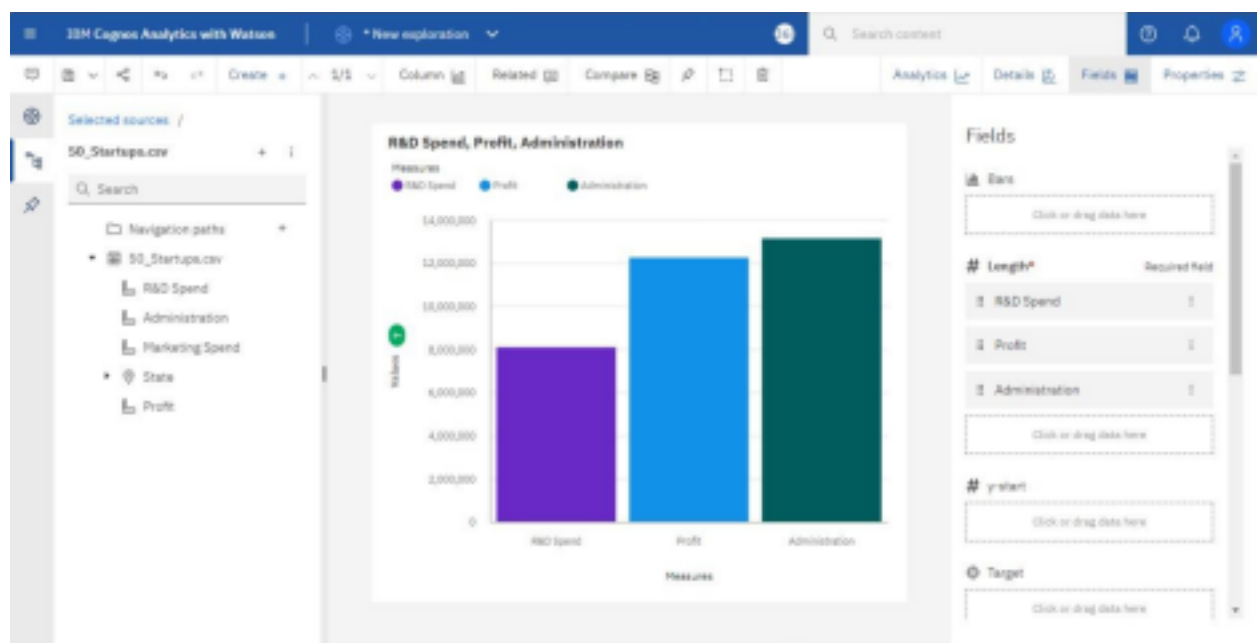 IBM Cognos Analytics with Watson
* New exploration
Search content
Create
1/1
Column
Related
Compare
Analytics
Details
Fields
Properties
Selected sources /
50_Startups.csv
Search
Navigation paths
50_Startups.csv
R&D Spend
Administration
Marketing Spend
State
Profit
R&D Spend, Profit, Administration
Measures
R&D Spend
Profit
Administration
14,000,000
12,000,000
10,000,000
8,000,000
6,000,000
4,000,000
2,000,000
0
Values
R&D Spend
Profit
Administration
Measures
Fields
Bars
Click or drag data here
# Length*
Required field
R&D Spend
Profit
Administration
Click or drag data here
# y-start
Click or drag data here
Target
Click or drag data here